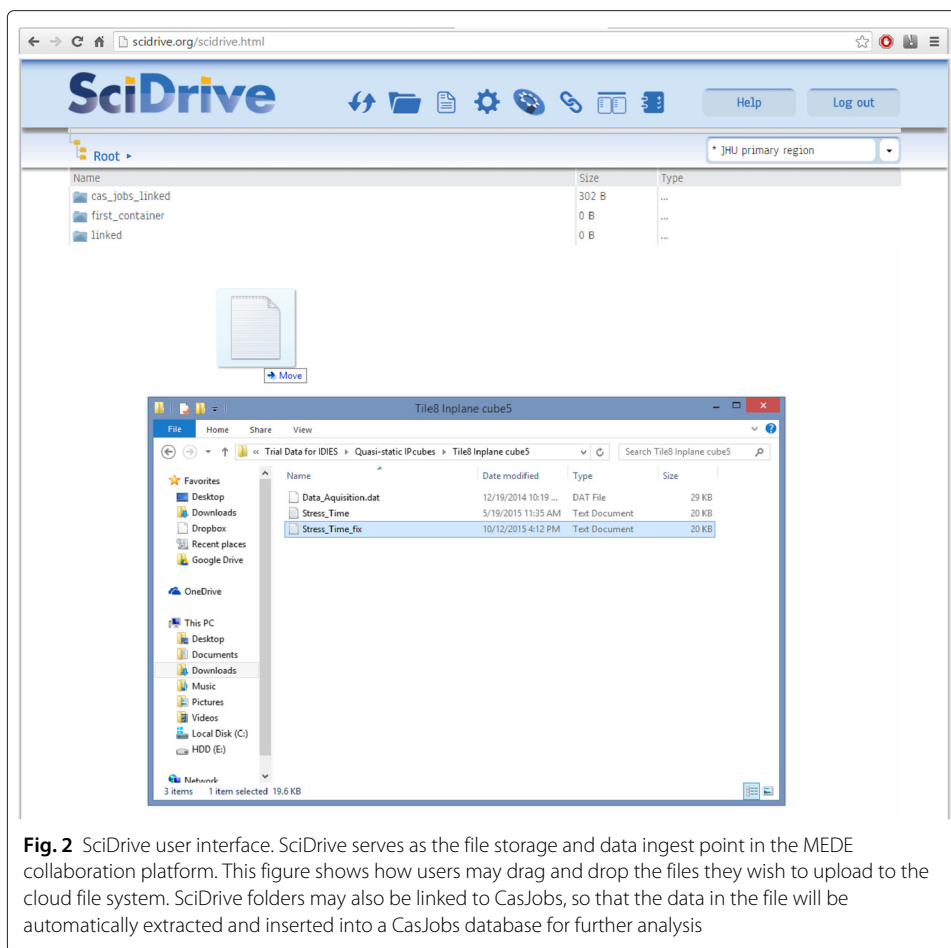 scidrive.org/scidrive.html
SciDrive
Help
Log out
Root
* JHU primary region
Name Size Type
cas_jobs_linked 302 B ...
first_container 0 B ...
linked 0 B ...
Move
Tile8 Inplane cube5
File Home Share View
« Trial Data for IDIES Quasi-static IPcubes Tile8 Inplane cube5
Search Tile8 Inplane cube5
Name Date modified Type Size
Data_Aquisition.dat 12/19/2014 10:19 ... DAT File 29 KB
Stress_Time 5/19/2015 11:35 AM Text Document 20 KB
Stress_Time_fix 10/12/2015 4:12 PM Text Document 20 KB
Favorites
Desktop
Downloads
Dropbox
Recent places
Google Drive
OneDrive
This PC
Desktop
Documents
Downloads
Music
Pictures
Videos
Local Disk (C:)
HDD (E:)
Network
3 items 1 item selected 19.6 KB
Fig. 2 SciDrive user interface. SciDrive serves as the file storage and data ingest point in the MEDE
collaboration platform. This figure shows how users may drag and drop the files they wish to upload to the
cloud file system. SciDrive folders may also be linked to CasJobs, so that the data in the file will be
automatically extracted and inserted into a CasJobs database for further analysis